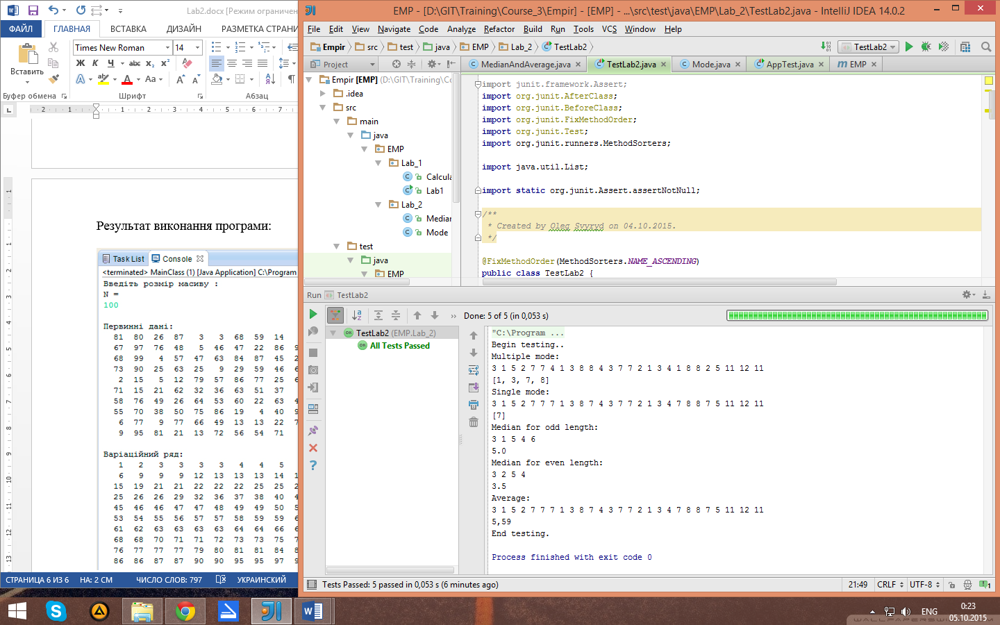 Lab2.docx [Режим ограничен
ФАЙЛ ГЛАВНАЯ ВСТАВКА ДИЗАЙН РАЗМЕТКА СТРАНИ
Times New Roman 14
Вставить
Буфер обмена Шрифт Абзац
Результат виконання програми:
Task List Console
<terminated> MainClass (1) [Java Application] C:\Program
Введіть розмір масиву :
N =
100
Первинні дані:
81 80 26 87 3 3 68 59 14
67 97 76 48 5 46 47 22 86 9
68 99 4 57 47 63 84 87 45 2
73 90 25 63 25 9 29 59 46 6
2 15 5 12 79 57 86 77 25 6
71 15 21 62 32 36 63 51 37
58 76 49 26 64 53 60 22 63 4
55 70 38 50 75 86 19 4 40 9
6 77 9 77 66 49 13 13 22 7
9 95 81 21 13 72 56 54 71
Варіаційний ряд:
1 2 3 3 3 3 4 4 5
6 9 9 9 12 13 13 13 14 1
15 19 21 21 22 22 22 25 25 2
25 26 26 29 32 36 37 38 40 4
45 46 46 47 47 48 49 49 50 5
53 54 55 56 57 57 58 59 59 6
61 62 63 63 63 63 64 64 66 6
68 68 70 71 71 72 73 73 75 7
76 77 77 77 79 80 81 81 84 8
86 86 87 87 90 90 95 95 97 9
СТРАНИЦА 6 ИЗ 6 НА: 2 СМ ЧИСЛО СЛОВ: 797 УКРАИНСКИЙ
EMP - [D:\GIT\Training\Course_3\Empir] - [EMP] - ...\src\test\java\EMP\Lab_2\TestLab2.java - IntelliJ IDEA 14.0.2
File Edit View Navigate Code Analyze Refactor Build Run Tools VCS Window Help
Empir src test java EMP Lab_2 TestLab2 TestLab2
Project MedianAndAverage.java TestLab2.java Mode.java AppTest.java EMP
Empir [EMP] (D:\GIT\Training\Co
.idea
src
main
java
EMP
Lab_1
Calcula
Lab1
Lab_2
Median
Mode
test
java
EMP
import junit.framework.Assert;
import org.junit.AfterClass;
import org.junit.BeforeClass;
import org.junit.FixMethodOrder;
import org.junit.Test;
import org.junit.runners.MethodSorters;
import java.util.List;
import static org.junit.Assert.assertNotNull;
/**
* Created by Oleg Svyryd on 04.10.2015.
*/
@FixMethodOrder(MethodSorters.NAME_ASCENDING)
public class TestLab2 {
Run TestLab2
Done: 5 of 5 (in 0,053 s)
TestLab2 (EMP.Lab_2)
All Tests Passed
"C:\Program ...
Begin testing..
Multiple mode:
3 1 5 2 7 7 4 1 3 8 8 4 3 7 7 2 1 3 4 1 8 8 2 5 11 12 11
[1, 3, 7, 8]
Single mode:
3 1 5 2 7 7 7 1 3 8 7 4 3 7 7 2 1 3 4 7 8 8 7 5 11 12 11
[7]
Median for odd length:
3 1 5 4 6
5.0
Median for even length:
3 2 5 4
3.5
Average:
3 1 5 2 7 7 7 1 3 8 7 4 3 7 7 2 1 3 4 7 8 8 7 5 11 12 11
5,59
End testing.
Process finished with exit code 0
Tests Passed: 5 passed in 0,053 s (6 minutes ago) 21:49 CRLF UTF-8
ENG 0:23
05.10.2015